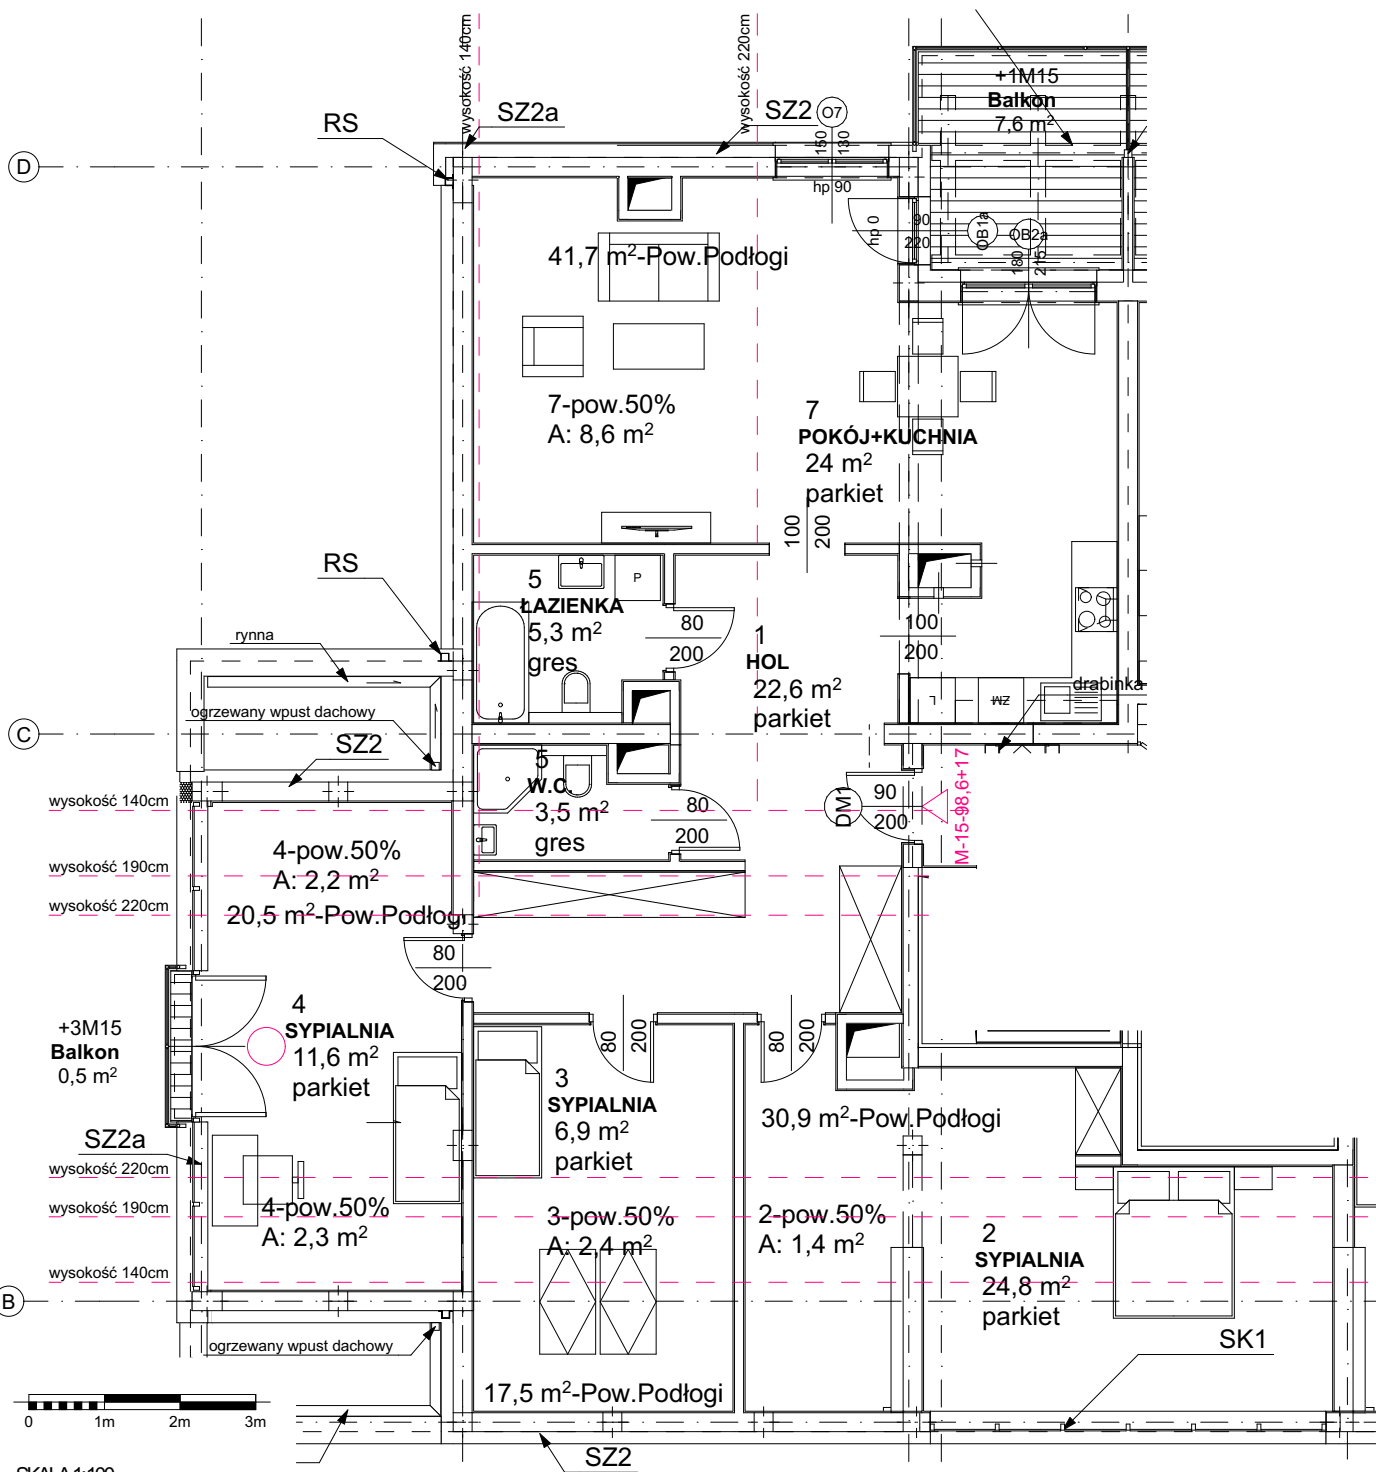 wysokość 140cm
wysokość 220cm
+1M15
Balkon
7,6 m²
SZ2a
SZ2
O7
RS
150
130
D
hp 90
hp 0
90
220
OB1a
OB2a
180
215
41,7 m²-Pow.Podłogi
7-pow.50%
A: 8,6 m²
7
POKÓJ+KUCHNIA
24 m²
parkiet
100
200
RS
5
ŁAZIENKA
5,3 m²
gres
P
80
200
1
HOL
22,6 m²
parkiet
100
200
rynna
ogrzewany wpust dachowy
L
ZM
drabinka
C
SZ2
5
W.C.
3,5 m²
gres
80
200
DM1
90
200
M-15-98,6+17
wysokość 140cm
wysokość 190cm
wysokość 220cm
4-pow.50%
A: 2,2 m²
20,5 m²-Pow.Podłogi
80
200
+3M15
Balkon
0,5 m²
4
SYPIALNIA
11,6 m²
parkiet
80
200
80
200
3
SYPIALNIA
6,9 m²
parkiet
30,9 m²-Pow.Podłogi
SZ2a
wysokość 220cm
wysokość 190cm
wysokość 140cm
4-pow.50%
A: 2,3 m²
3-pow.50%
A: 2,4 m²
2-pow.50%
A: 1,4 m²
2
SYPIALNIA
24,8 m²
parkiet
B
ogrzewany wpust dachowy
SK1
17,5 m²-Pow.Podłogi
0 1m 2m 3m
SZ2
SKALA 1:100